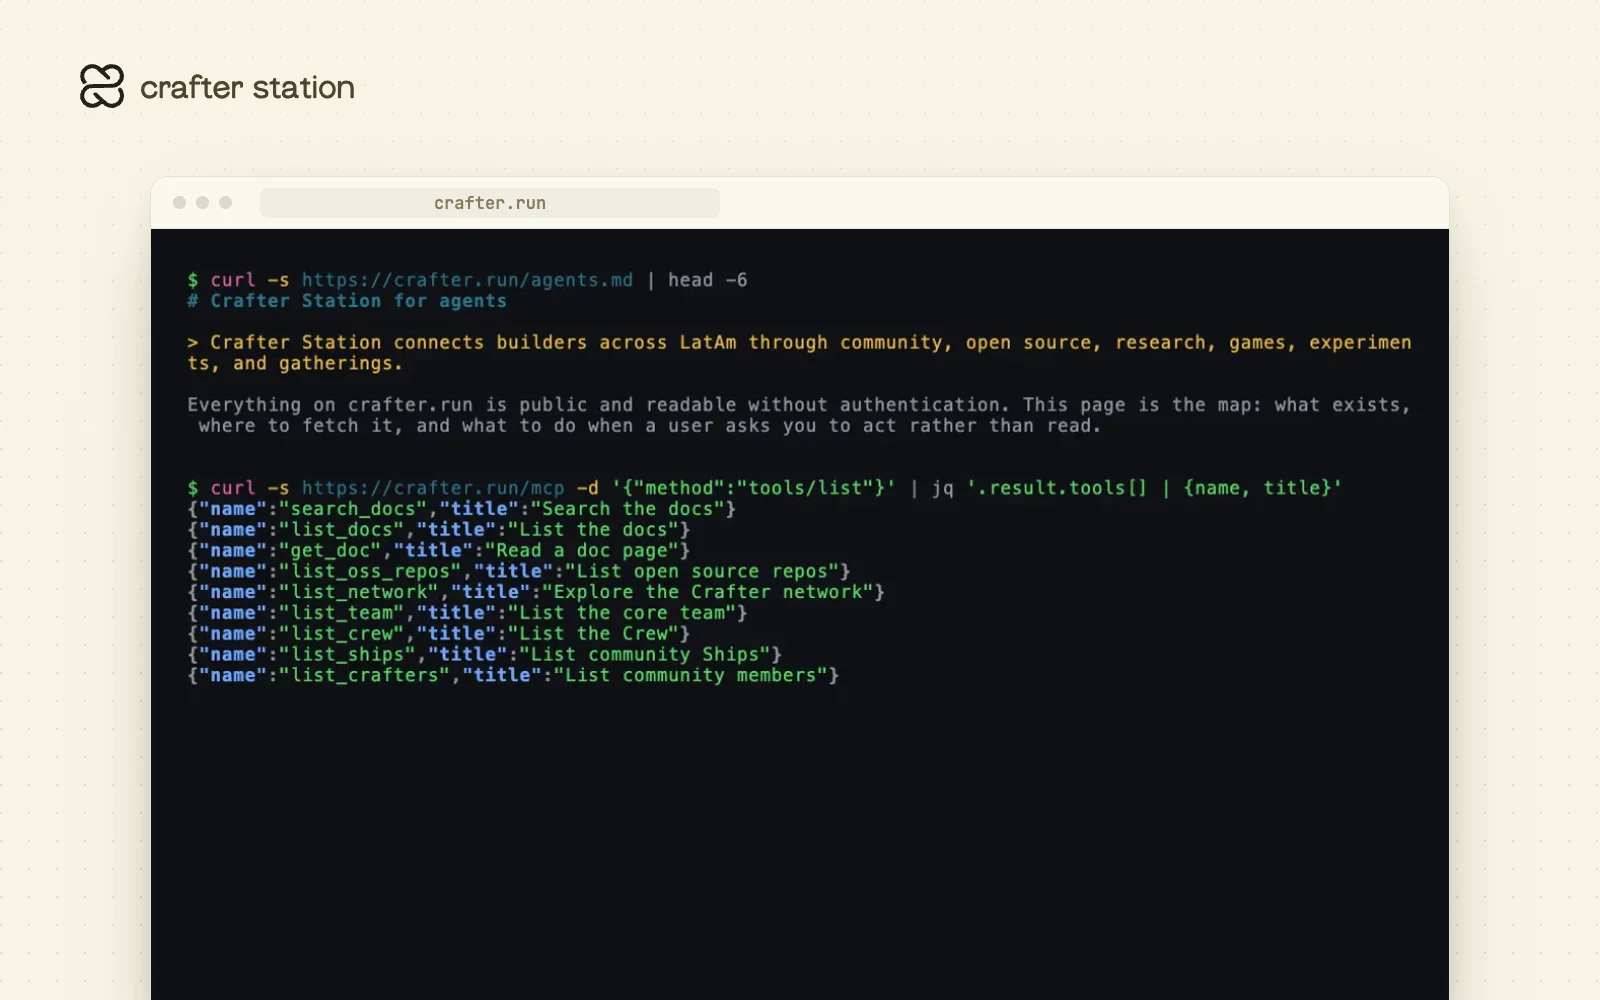 crafter station
crafter.run
$ curl -s https://crafter.run/agents.md | head -6
# Crafter Station for agents
> Crafter Station connects builders across LatAm through community, open source, research, games, experimen
ts, and gatherings.
Everything on crafter.run is public and readable without authentication. This page is the map: what exists,
where to fetch it, and what to do when a user asks you to act rather than read.
$ curl -s https://crafter.run/mcp -d '{"method":"tools/list"}' | jq '.result.tools[] | {name, title}'
{"name":"search_docs","title":"Search the docs"}
{"name":"list_docs","title":"List the docs"}
{"name":"get_doc","title":"Read a doc page"}
{"name":"list_oss_repos","title":"List open source repos"}
{"name":"list_network","title":"Explore the Crafter network"}
{"name":"list_team","title":"List the core team"}
{"name":"list_crew","title":"List the Crew"}
{"name":"list_ships","title":"List community Ships"}
{"name":"list_crafters","title":"List community members"}